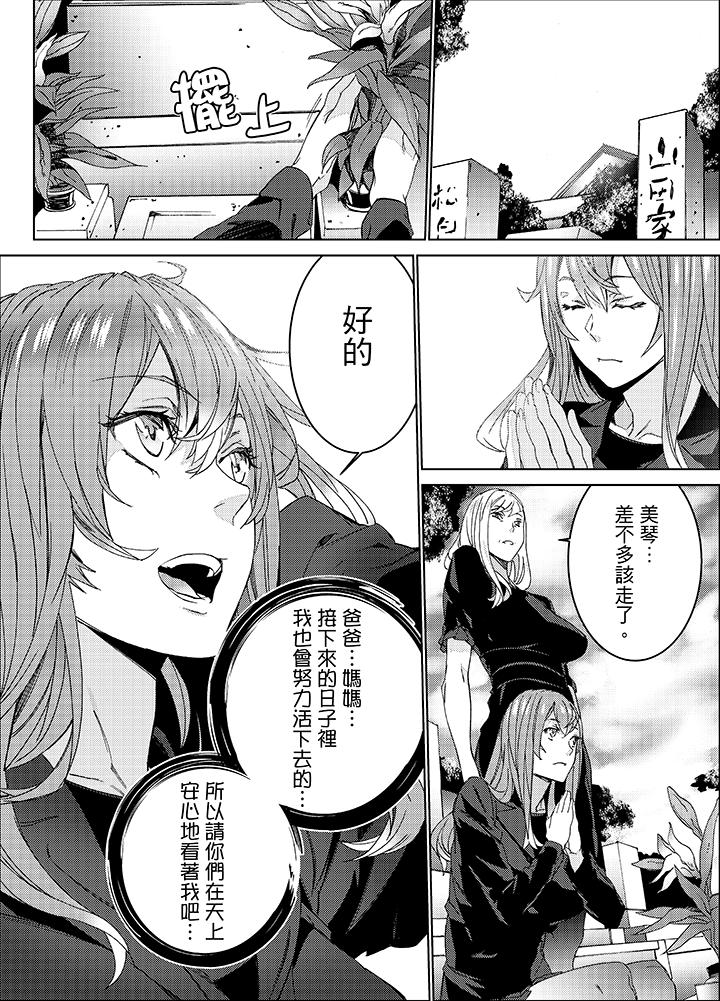 山田家
松白
擺上
美琴…
差不多該走了。
好的
爸爸…媽媽…
接下來的日子裡
我也會努力活下去的…
所以請你們在天上
安心地看著我吧…